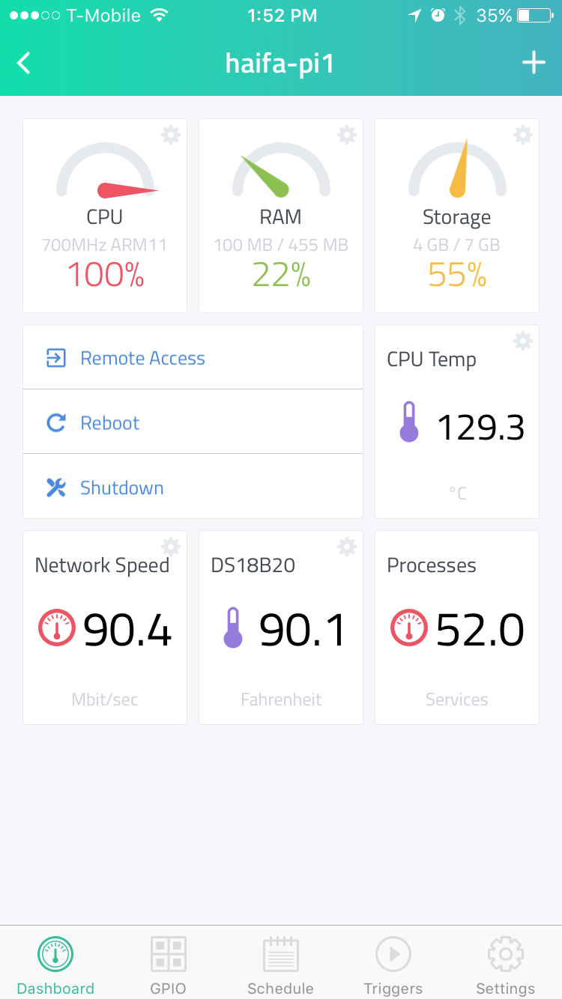 T-Mobile 1:52 PM 35%
haifa-pi1
CPU
700MHz ARM11
100%
RAM
100 MB / 455 MB
22%
Storage
4 GB / 7 GB
55%
Remote Access
Reboot
Shutdown
CPU Temp
129.3
°C
Network Speed
90.4
Mbit/sec
DS18B20
90.1
Fahrenheit
Processes
52.0
Services
Dashboard
GPIO
Schedule
Triggers
Settings